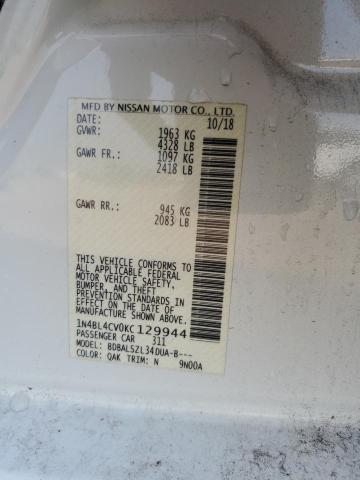 MFD BY NISSAN MOTOR CO., LTD.
DATE: 10/18
GVWR: 1963 KG
4328 LB
GAWR FR.: 1097 KG
2418 LB
GAWR RR.: 945 KG
2083 LB
THIS VEHICLE CONFORMS TO
ALL APPLICABLE FEDERAL
MOTOR VEHICLE SAFETY,
BUMPER, AND THEFT
PREVENTION STANDARDS IN
EFFECT ON THE DATE OF
MANUFACTURE SHOWN ABOVE.
1N4BL4CV0KC129944
PASSENGER CAR 311
MODEL: BDBALSZL34DUA-B---
COLOR: QAK TRIM: N 9N00A